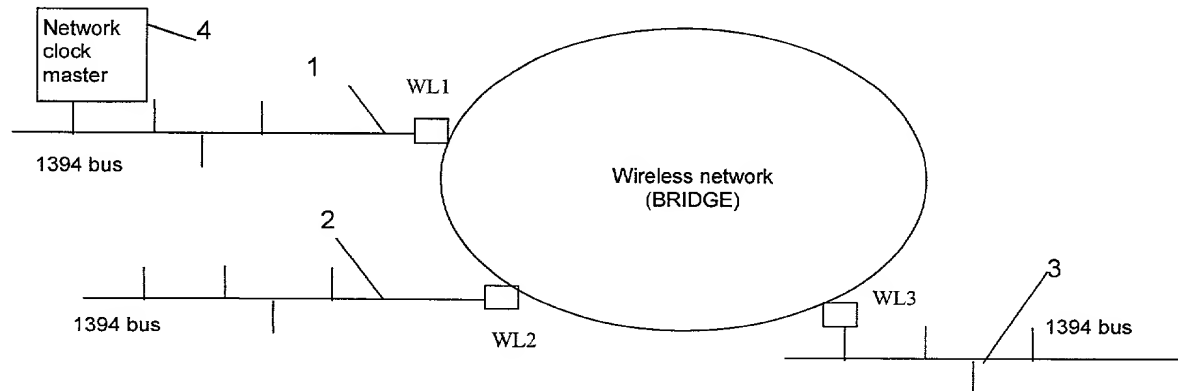 Network
clock
master
4
1
WL1
1394 bus
Wireless network
(BRIDGE)
2
1394 bus
WL2
WL3
3
1394 bus